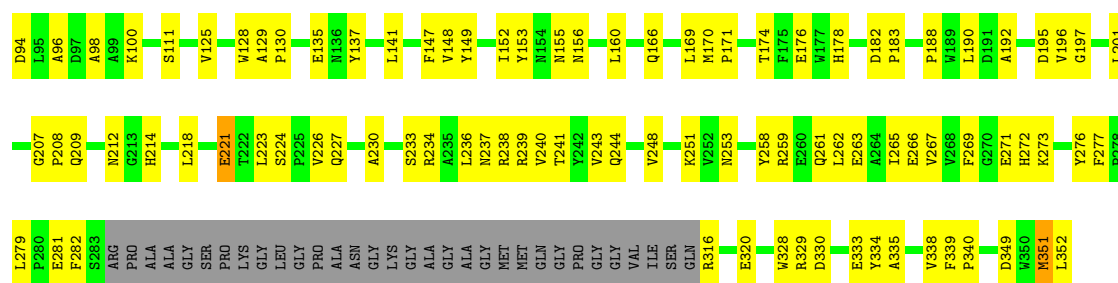 D94 L95 A96 D97 A98 A99 K100 S111 V125 W128 A129 P130 E135 N136 Y137 L141 F147 V148 Y149 I152 Y153 N154 N155 N156 L160 Q166 L169 M170 P171 T174 F175 E176 W177 H178 D182 P183 P188 W189 L190 D191 A192 D195 V196 G197 L201
G207 P208 Q209 N212 G213 H214 L218 E221 T222 L223 S224 P225 V226 Q227 A230 S233 R234 A235 L236 N237 R238 R239 V240 T241 Y242 V243 Q244 V248 K251 V252 N253 Y258 R259 E260 Q261 L262 E263 A264 I265 E266 V267 V268 F269 G270 E271 H272 K273 Y276 F277 P278
L279 P280 E281 F282 S283 ARG PRO ALA ALA GLY SER PRO LYS GLY LEU GLY PRO ALA ASN GLY LYS GLY ALA GLY ALA GLY MET MET GLN GLY PRO GLY GLY VAL ILE SER GLN R316 E320 W328 R329 D330 E333 Y334 A335 V338 F339 P340 D349 W350 M351 L352